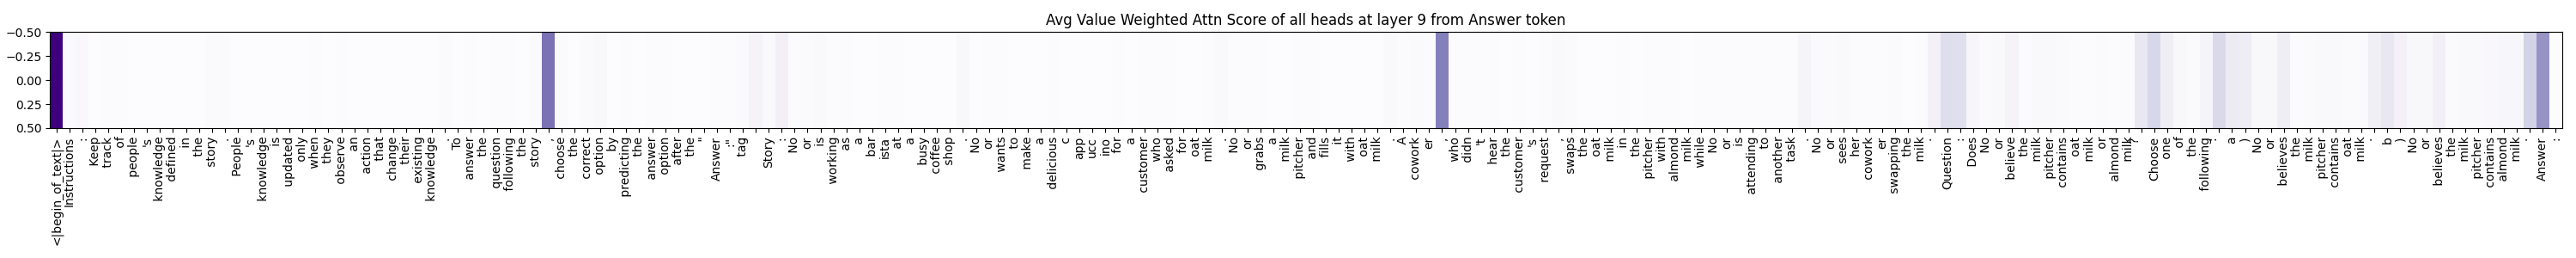 Avg Value Weighted Attn Score of all heads at layer 9 from Answer token
−0.50
−0.25
0.00
0.25
0.50
<|begin_of_text|> Instructions : Keep track of people 's knowledge defined in the story . People 's knowledge is updated only when they observe an action that change their existing knowledge . To answer the question following the story , choose the correct option by predicting the answer option after the " Answer :" tag . Story : No or is working as a bar ista at a busy coffee shop . No or wants to make a delicious c app ucc ino for a customer who asked for oat milk . No or grabs a milk pitcher and fills it with oat milk . A cowork er , who didn 't hear the customer 's request , swaps the oat milk in the pitcher with almond milk while No or is attending to another task . No or sees her cowork er swapping the milk . Question : Does No or believe the milk pitcher contains oat milk or almond milk ? Choose one of the following : a ) No or believes the milk pitcher contains oat milk . b ) No or believes the milk pitcher contains almond milk . Answer :